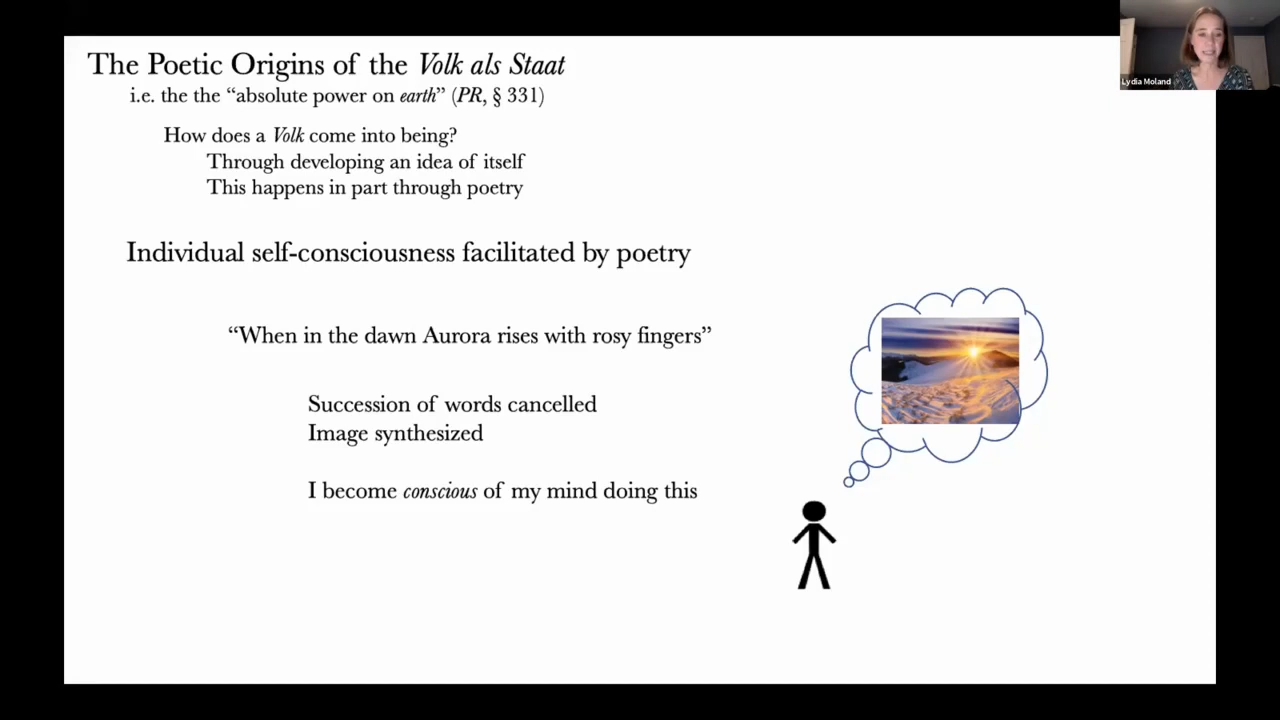 The Poetic Origins of the Volk als Staat
i.e. the the “absolute power on earth” (PR, § 331)
How does a Volk come into being?
Through developing an idea of itself
This happens in part through poetry
Individual self-consciousness facilitated by poetry
“When in the dawn Aurora rises with rosy fingers”
Succession of words cancelled
Image synthesized
I become conscious of my mind doing this
Lydia Moland